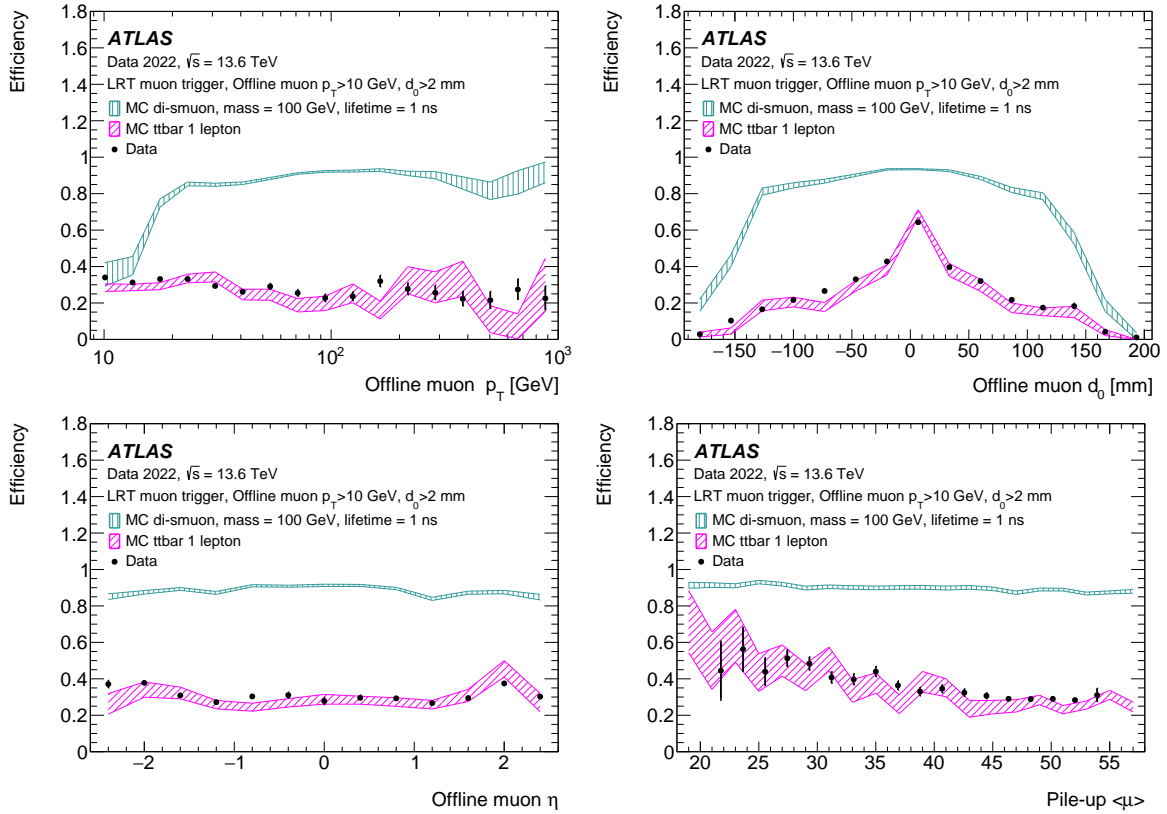 Efficiency
1.8
1.6
1.4
1.2
1
0.8
0.6
0.4
0.2
0
ATLAS
Data 2022, √s = 13.6 TeV
LRT muon trigger, Offline muon p_T>10 GeV, d_0>2 mm
MC di-smuon, mass = 100 GeV, lifetime = 1 ns
MC ttbar 1 lepton
Data
10 10² 10³
Offline muon p_T [GeV]
Efficiency
1.8
1.6
1.4
1.2
1
0.8
0.6
0.4
0.2
0
ATLAS
Data 2022, √s = 13.6 TeV
LRT muon trigger, Offline muon p_T>10 GeV, d_0>2 mm
MC di-smuon, mass = 100 GeV, lifetime = 1 ns
MC ttbar 1 lepton
Data
−150 −100 −50 0 50 100 150 200
Offline muon d_0 [mm]
Efficiency
1.8
1.6
1.4
1.2
1
0.8
0.6
0.4
0.2
0
ATLAS
Data 2022, √s = 13.6 TeV
LRT muon trigger, Offline muon p_T>10 GeV, d_0>2 mm
MC di-smuon, mass = 100 GeV, lifetime = 1 ns
MC ttbar 1 lepton
Data
−2 −1 0 1 2
Offline muon η
Efficiency
1.8
1.6
1.4
1.2
1
0.8
0.6
0.4
0.2
0
ATLAS
Data 2022, √s = 13.6 TeV
LRT muon trigger, Offline muon p_T>10 GeV, d_0>2 mm
MC di-smuon, mass = 100 GeV, lifetime = 1 ns
MC ttbar 1 lepton
Data
20 25 30 35 40 45 50 55
Pile-up <μ>